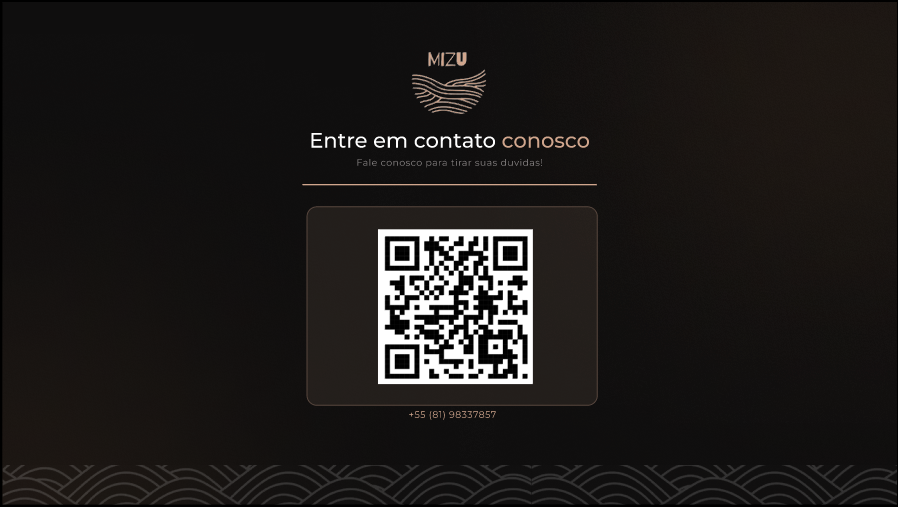 MIZU
Entre em contato conosco
Fale conosco para tirar suas duvidas!
+55 (81) 98337857